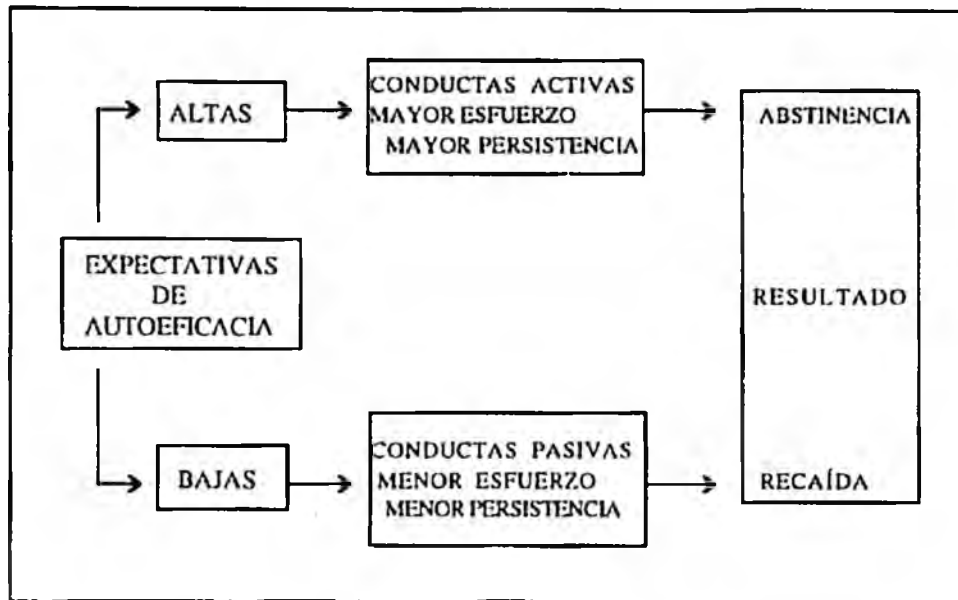 ALTAS
CONDUCTAS ACTIVAS
MAYOR ESFUERZO
MAYOR PERSISTENCIA
ABSTINENCIA
EXPECTATIVAS
DE
AUTOEFICACIA
RESULTADO
BAJAS
CONDUCTAS PASIVAS
MENOR ESFUERZO
MENOR PERSISTENCIA
RECAÍDA